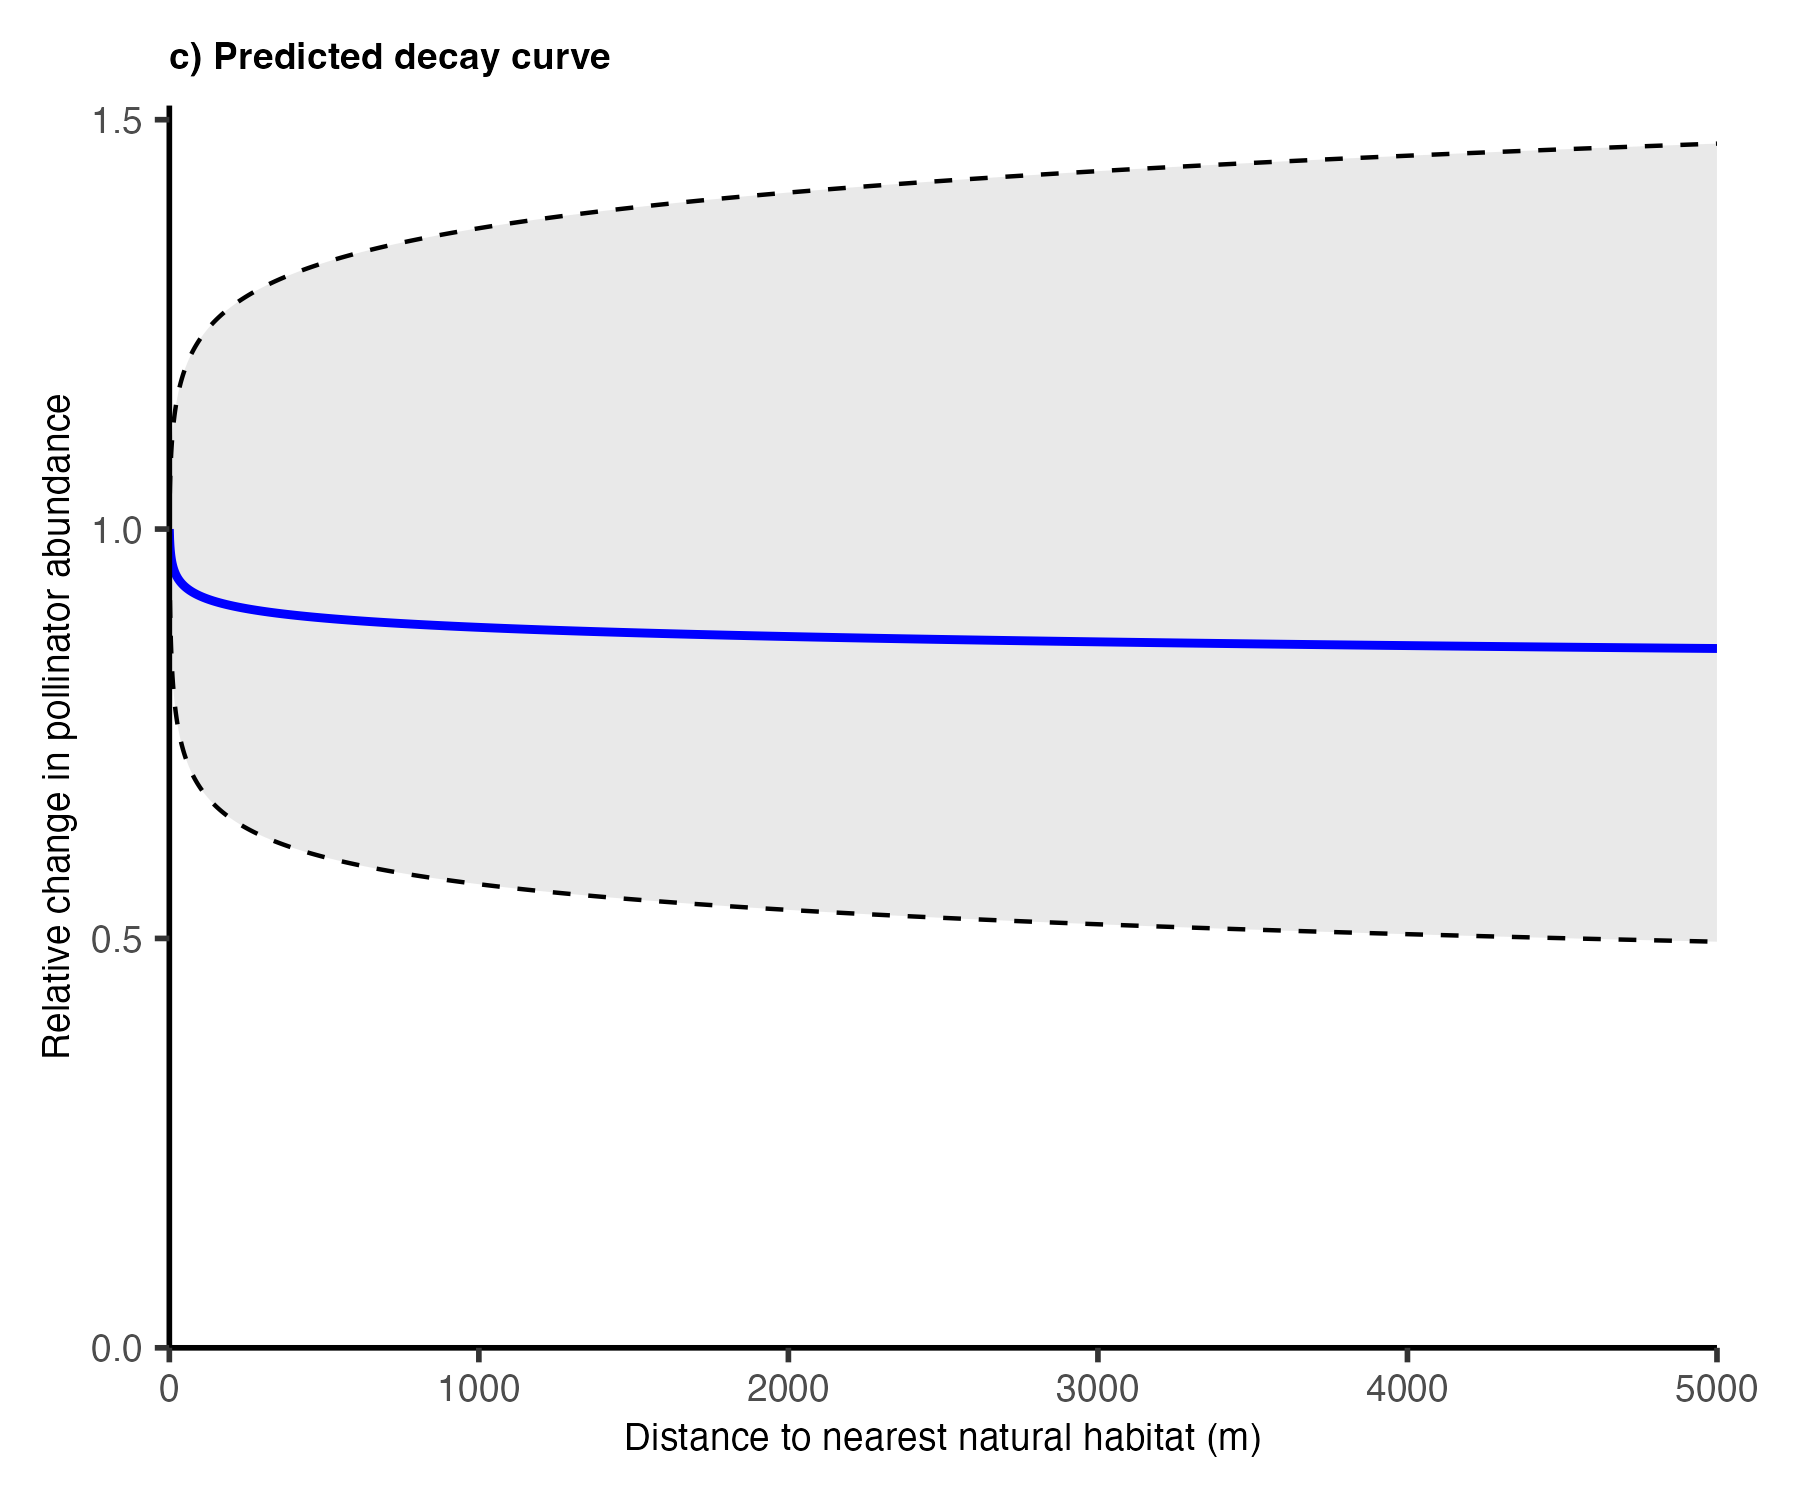 c) Predicted decay curve
1.5
1.0
0.5
0.0
Relative change in pollinator abundance
0 1000 2000 3000 4000 5000
Distance to nearest natural habitat (m)